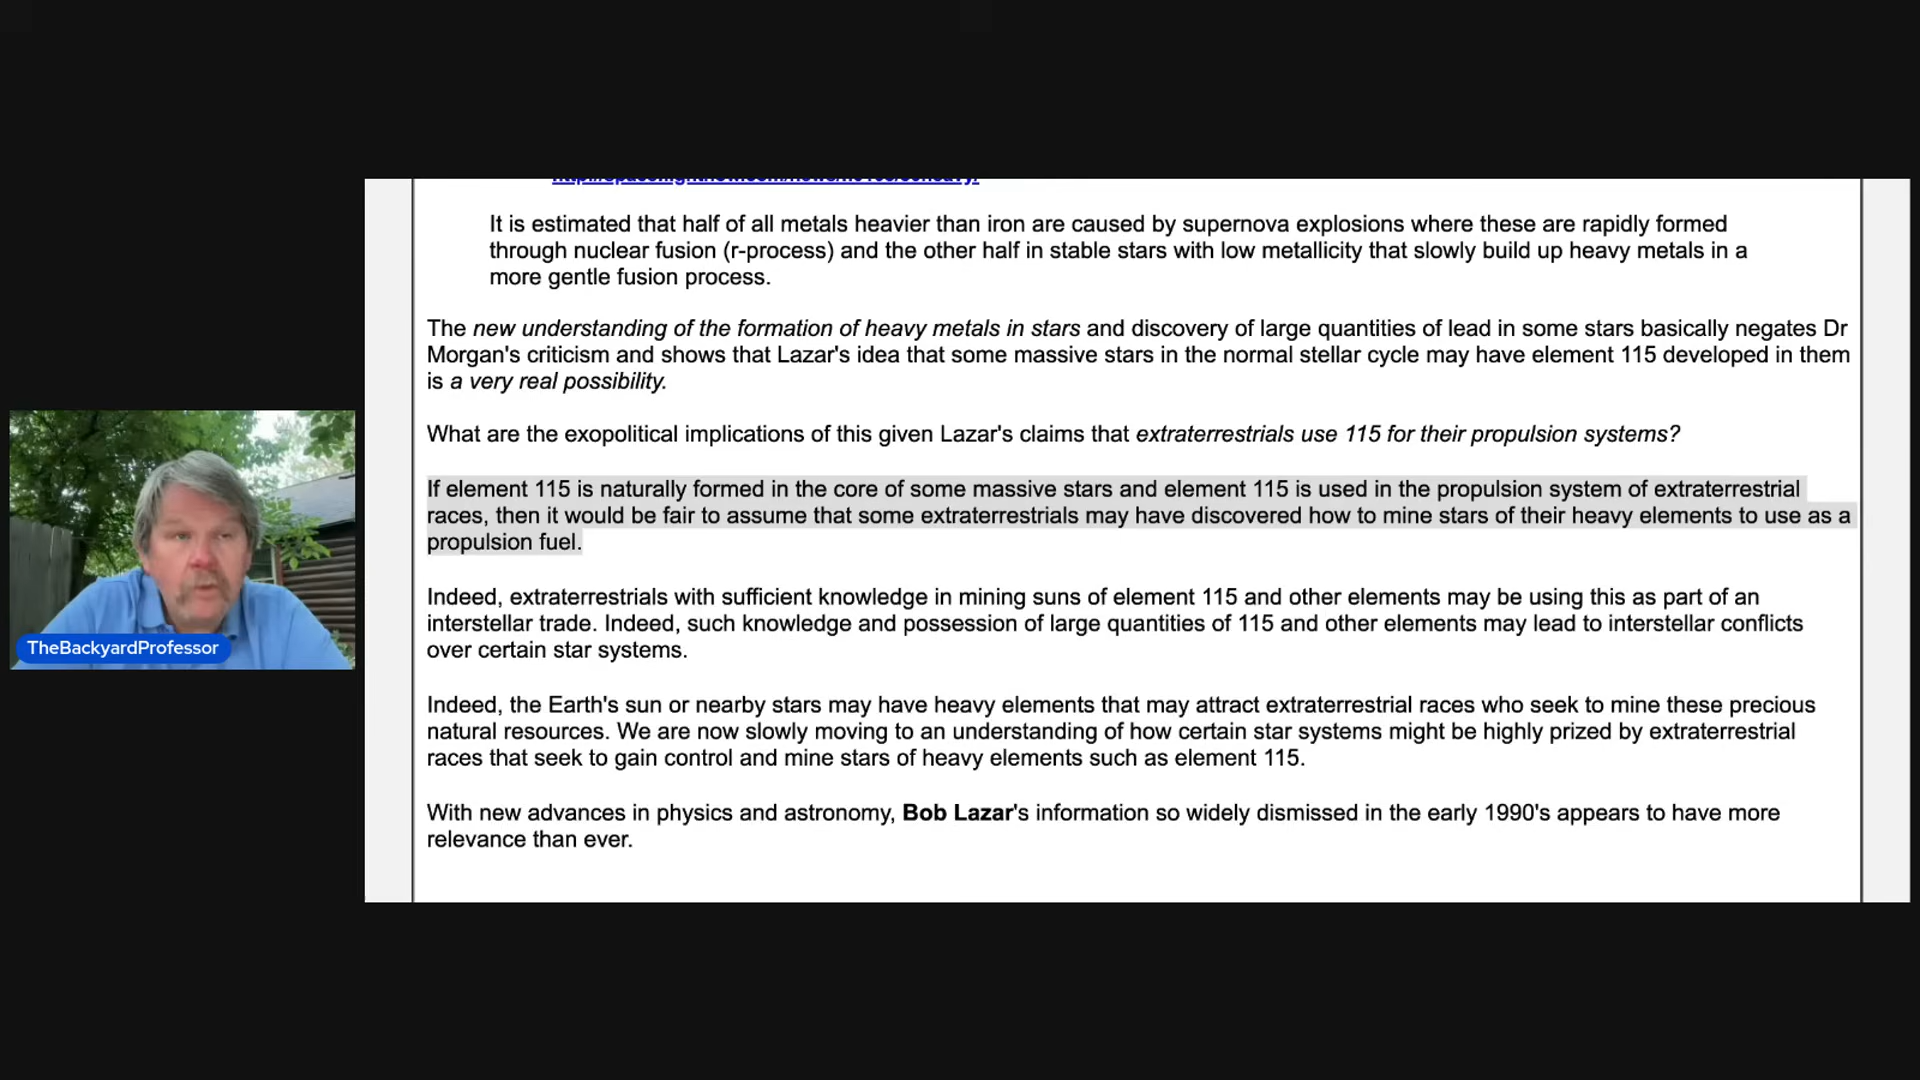 It is estimated that half of all metals heavier than iron are caused by supernova explosions where these are rapidly formed
through nuclear fusion (r-process) and the other half in stable stars with low metallicity that slowly build up heavy metals in a
more gentle fusion process.
The new understanding of the formation of heavy metals in stars and discovery of large quantities of lead in some stars basically negates Dr
Morgan's criticism and shows that Lazar's idea that some massive stars in the normal stellar cycle may have element 115 developed in them
is a very real possibility.
What are the exopolitical implications of this given Lazar's claims that extraterrestrials use 115 for their propulsion systems?
If element 115 is naturally formed in the core of some massive stars and element 115 is used in the propulsion system of extraterrestrial
races, then it would be fair to assume that some extraterrestrials may have discovered how to mine stars of their heavy elements to use as a
propulsion fuel.
Indeed, extraterrestrials with sufficient knowledge in mining suns of element 115 and other elements may be using this as part of an
interstellar trade. Indeed, such knowledge and possession of large quantities of 115 and other elements may lead to interstellar conflicts
over certain star systems.
Indeed, the Earth's sun or nearby stars may have heavy elements that may attract extraterrestrial races who seek to mine these precious
natural resources. We are now slowly moving to an understanding of how certain star systems might be highly prized by extraterrestrial
races that seek to gain control and mine stars of heavy elements such as element 115.
With new advances in physics and astronomy, Bob Lazar's information so widely dismissed in the early 1990's appears to have more
relevance than ever.
TheBackyardProfessor